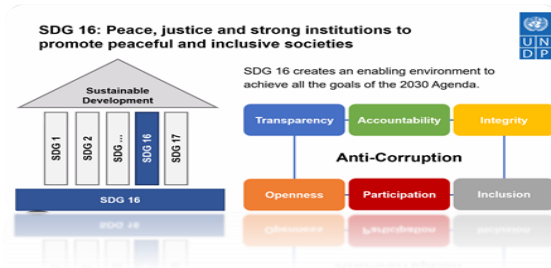 SDG 16: Peace, justice and strong institutions to
promote peaceful and inclusive societies
U N
D P
Sustainable
Development
SDG 1
SDG 2
SDG ...
SDG 16
SDG 17
SDG 16
SDG 16 creates an enabling environment to
achieve all the goals of the 2030 Agenda.
Transparency
Accountability
Integrity
Anti-Corruption
Openness
Participation
Inclusion